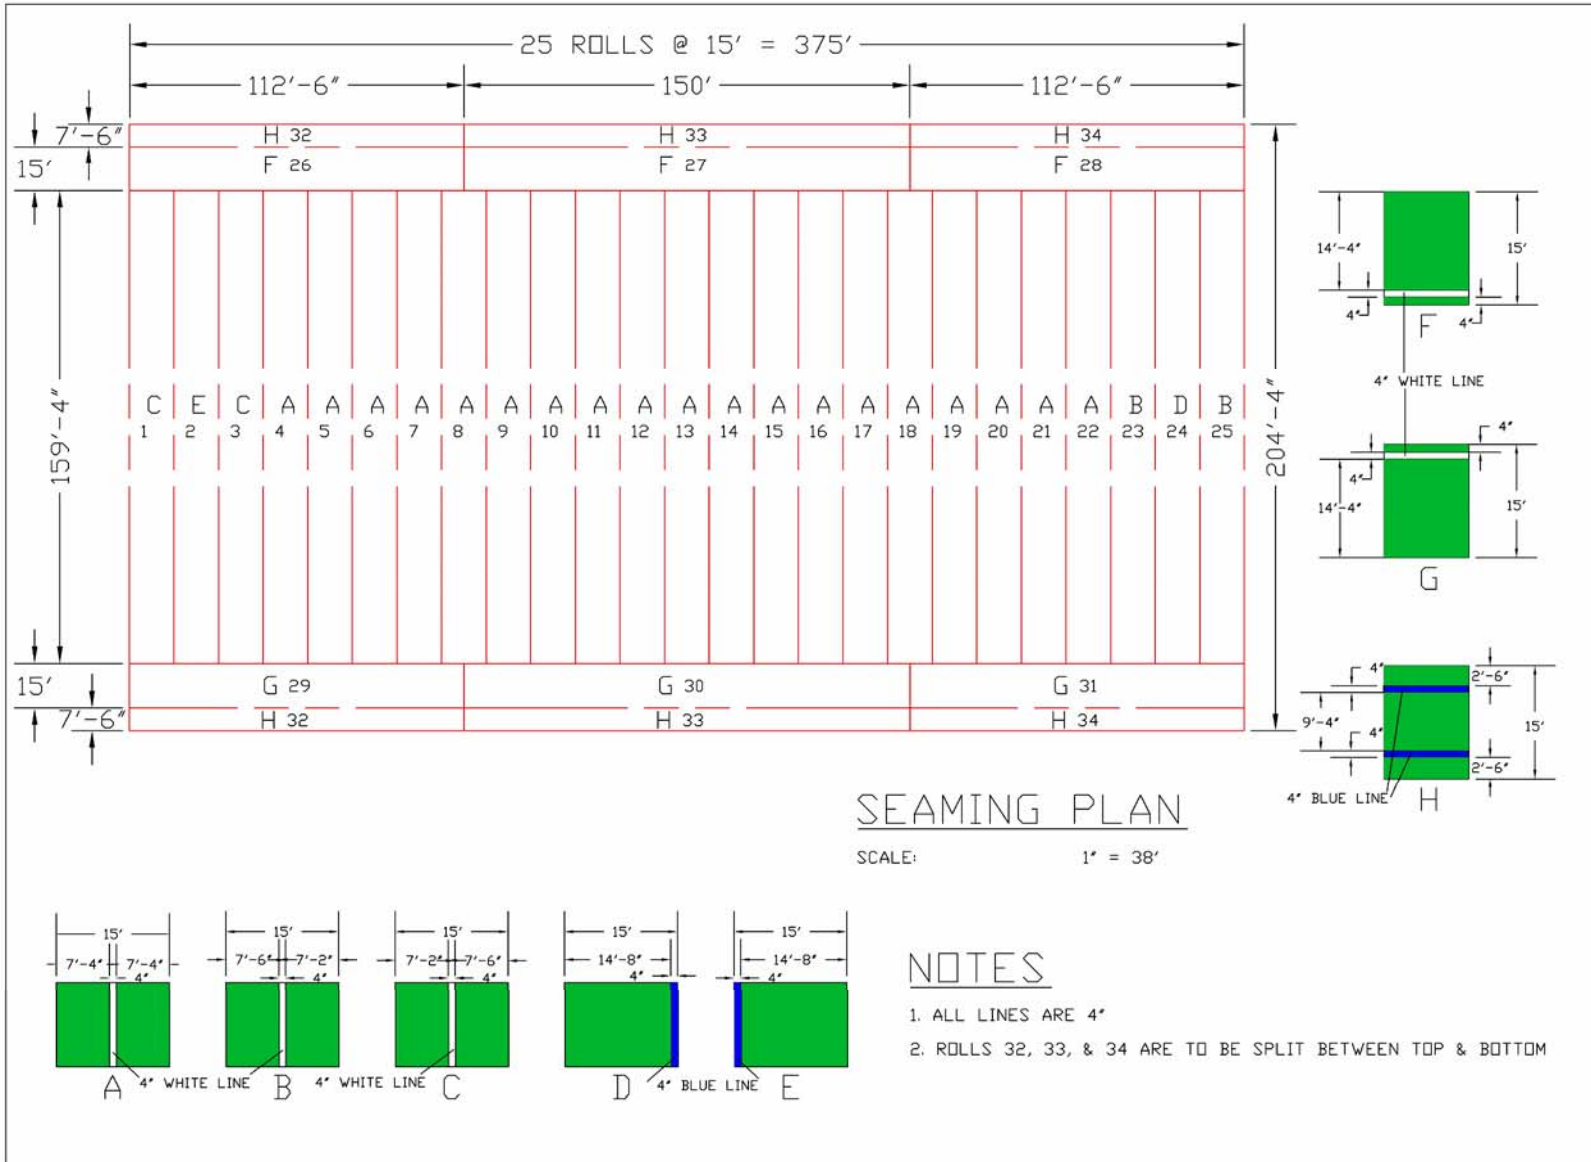 25 ROLLS @ 15' = 375'
112'-6" 150' 112'-6"
7'-6" H 32 H 33 H 34
15' F 26 F 27 F 28
14'-4" 15'
4" 4"
F
4" WHITE LINE
159'-4" 204'-4"
C E C A A A A A A A A A A A A A A A A A A A B D B
1 2 3 4 5 6 7 8 9 10 11 12 13 14 15 16 17 18 19 20 21 22 23 24 25
4"
4"
14'-4" 15'
G
15' G 29 G 30 G 31
7'-6" H 32 H 33 H 34
4" 2'-6"
9'-4" 15'
4"
2'-6"
4" BLUE LINE H
SEAMING PLAN
SCALE: 1" = 38'
15' 15' 15' 15' 15'
7'-4" 7'-4" 7'-6" 7'-2" 7'-2" 7'-6" 14'-8" 14'-8"
4" 4" 4" 4" 4"
A 4" WHITE LINE B 4" WHITE LINE C D 4" BLUE LINE E
NOTES
1. ALL LINES ARE 4"
2. ROLLS 32, 33, & 34 ARE TO BE SPLIT BETWEEN TOP & BOTTOM